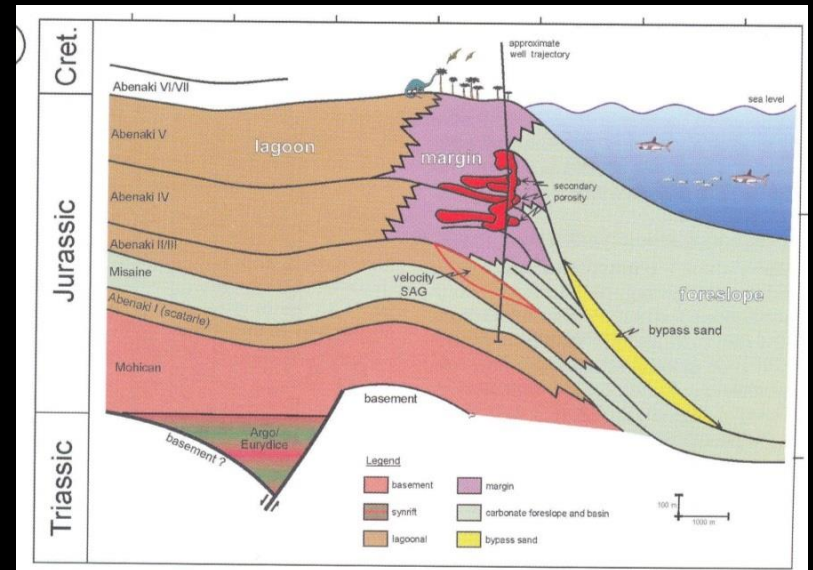 Cret.
Jurassic
Triassic
approximate
well trajectory
sea level
Abenaki VI/VII
Abenaki V
lagoon
margin
Abenaki IV
secondary
porosity
Abenaki II/III
Misaine
velocity
SAG
foreslope
Abenaki I (scatarie)
bypass sand
Mohican
basement
Argo/
Eurydice
basement ?
Legend
basement
margin
synrift
carbonate foreslope and basin
lagoonal
bypass sand
100 m
1000 m